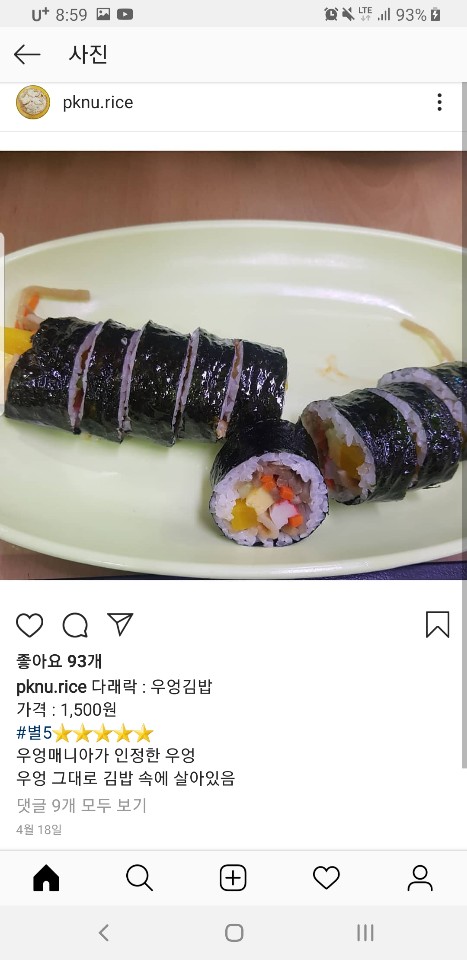 U+ 8:59 LTE 93%
사진
pknu.rice
좋아요 93개
pknu.rice 다래락 : 우엉김밥
가격 : 1,500원
#별5⭐⭐⭐⭐⭐
우엉매니아가 인정한 우엉
우엉 그대로 김밥 속에 살아있음
댓글 9개 모두 보기
4월 18일